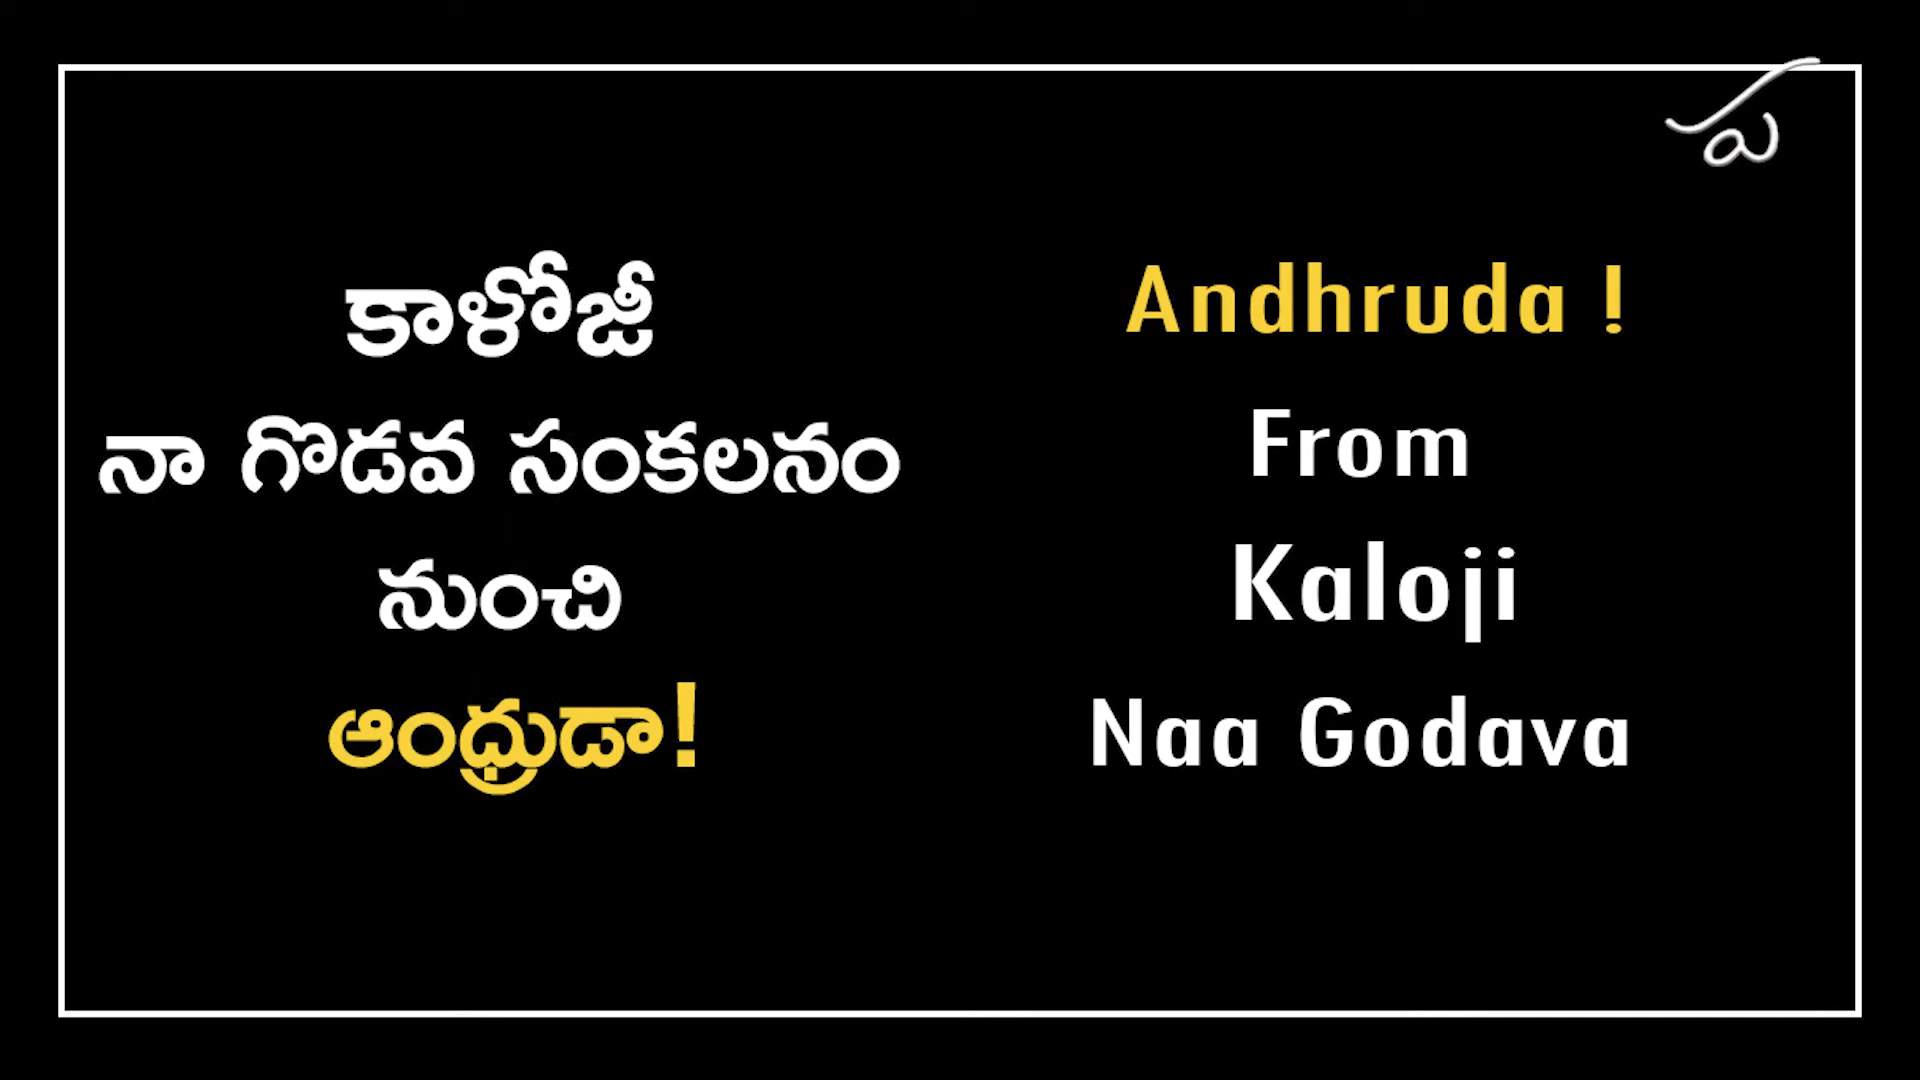 ప
కాళోజీ
నా గొడవ సంకలనం
నుంచి
ఆంధ్రుడా!
Andhruda !
From
Kaloji
Naa Godava